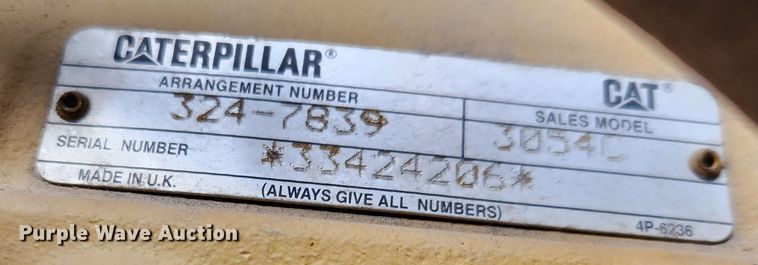 CATERPILLAR®
CAT®
ARRANGEMENT NUMBER
SALES MODEL
324-7839
3054C
SERIAL NUMBER
*33424206*
MADE IN U.K.
(ALWAYS GIVE ALL NUMBERS)
4P-6236
Purple Wave Auction